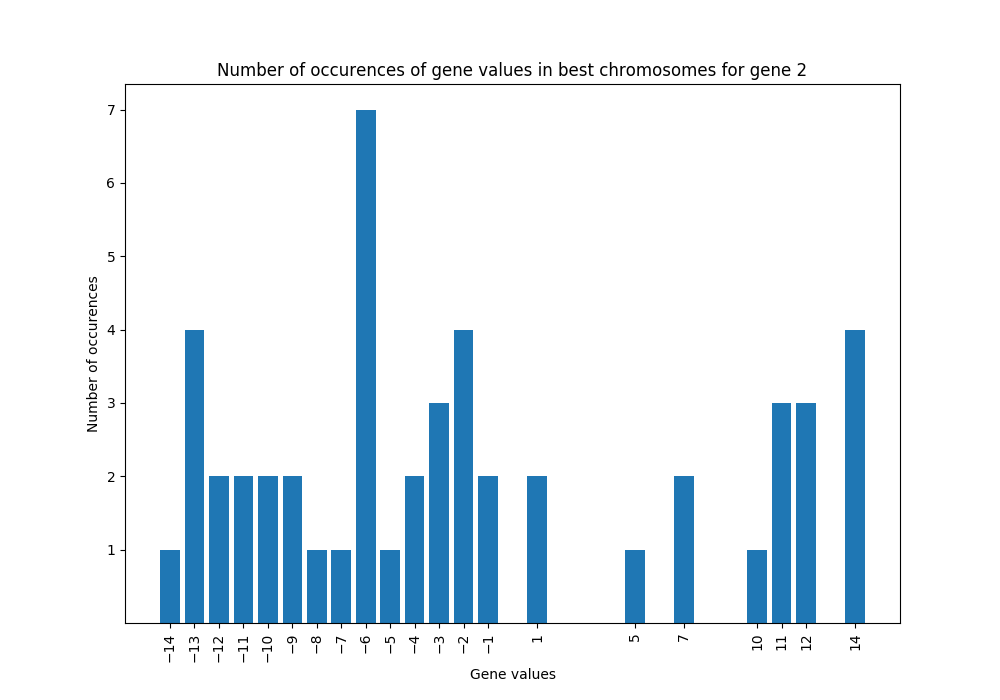 Number of occurences of gene values in best chromosomes for gene 2
Number of occurences
7
6
5
4
3
2
1
−14 −13 −12 −11 −10 −9 −8 −7 −6 −5 −4 −3 −2 −1 1 5 7 10 11 12 14
Gene values